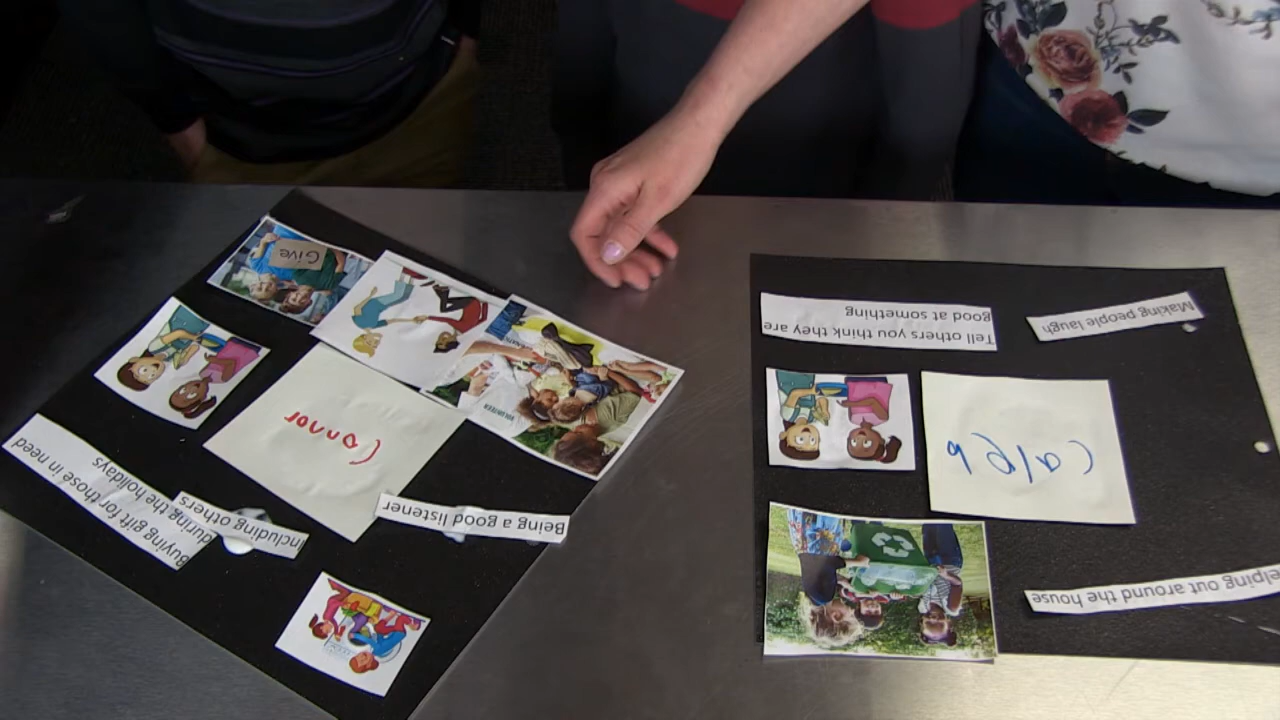 Give
VOLUNTEER
Connor
Buying gift for those in need
during the holidays
Including others
Being a good listener
Tell others you think they are
good at something
Making people laugh
Caleb
elping out around the house